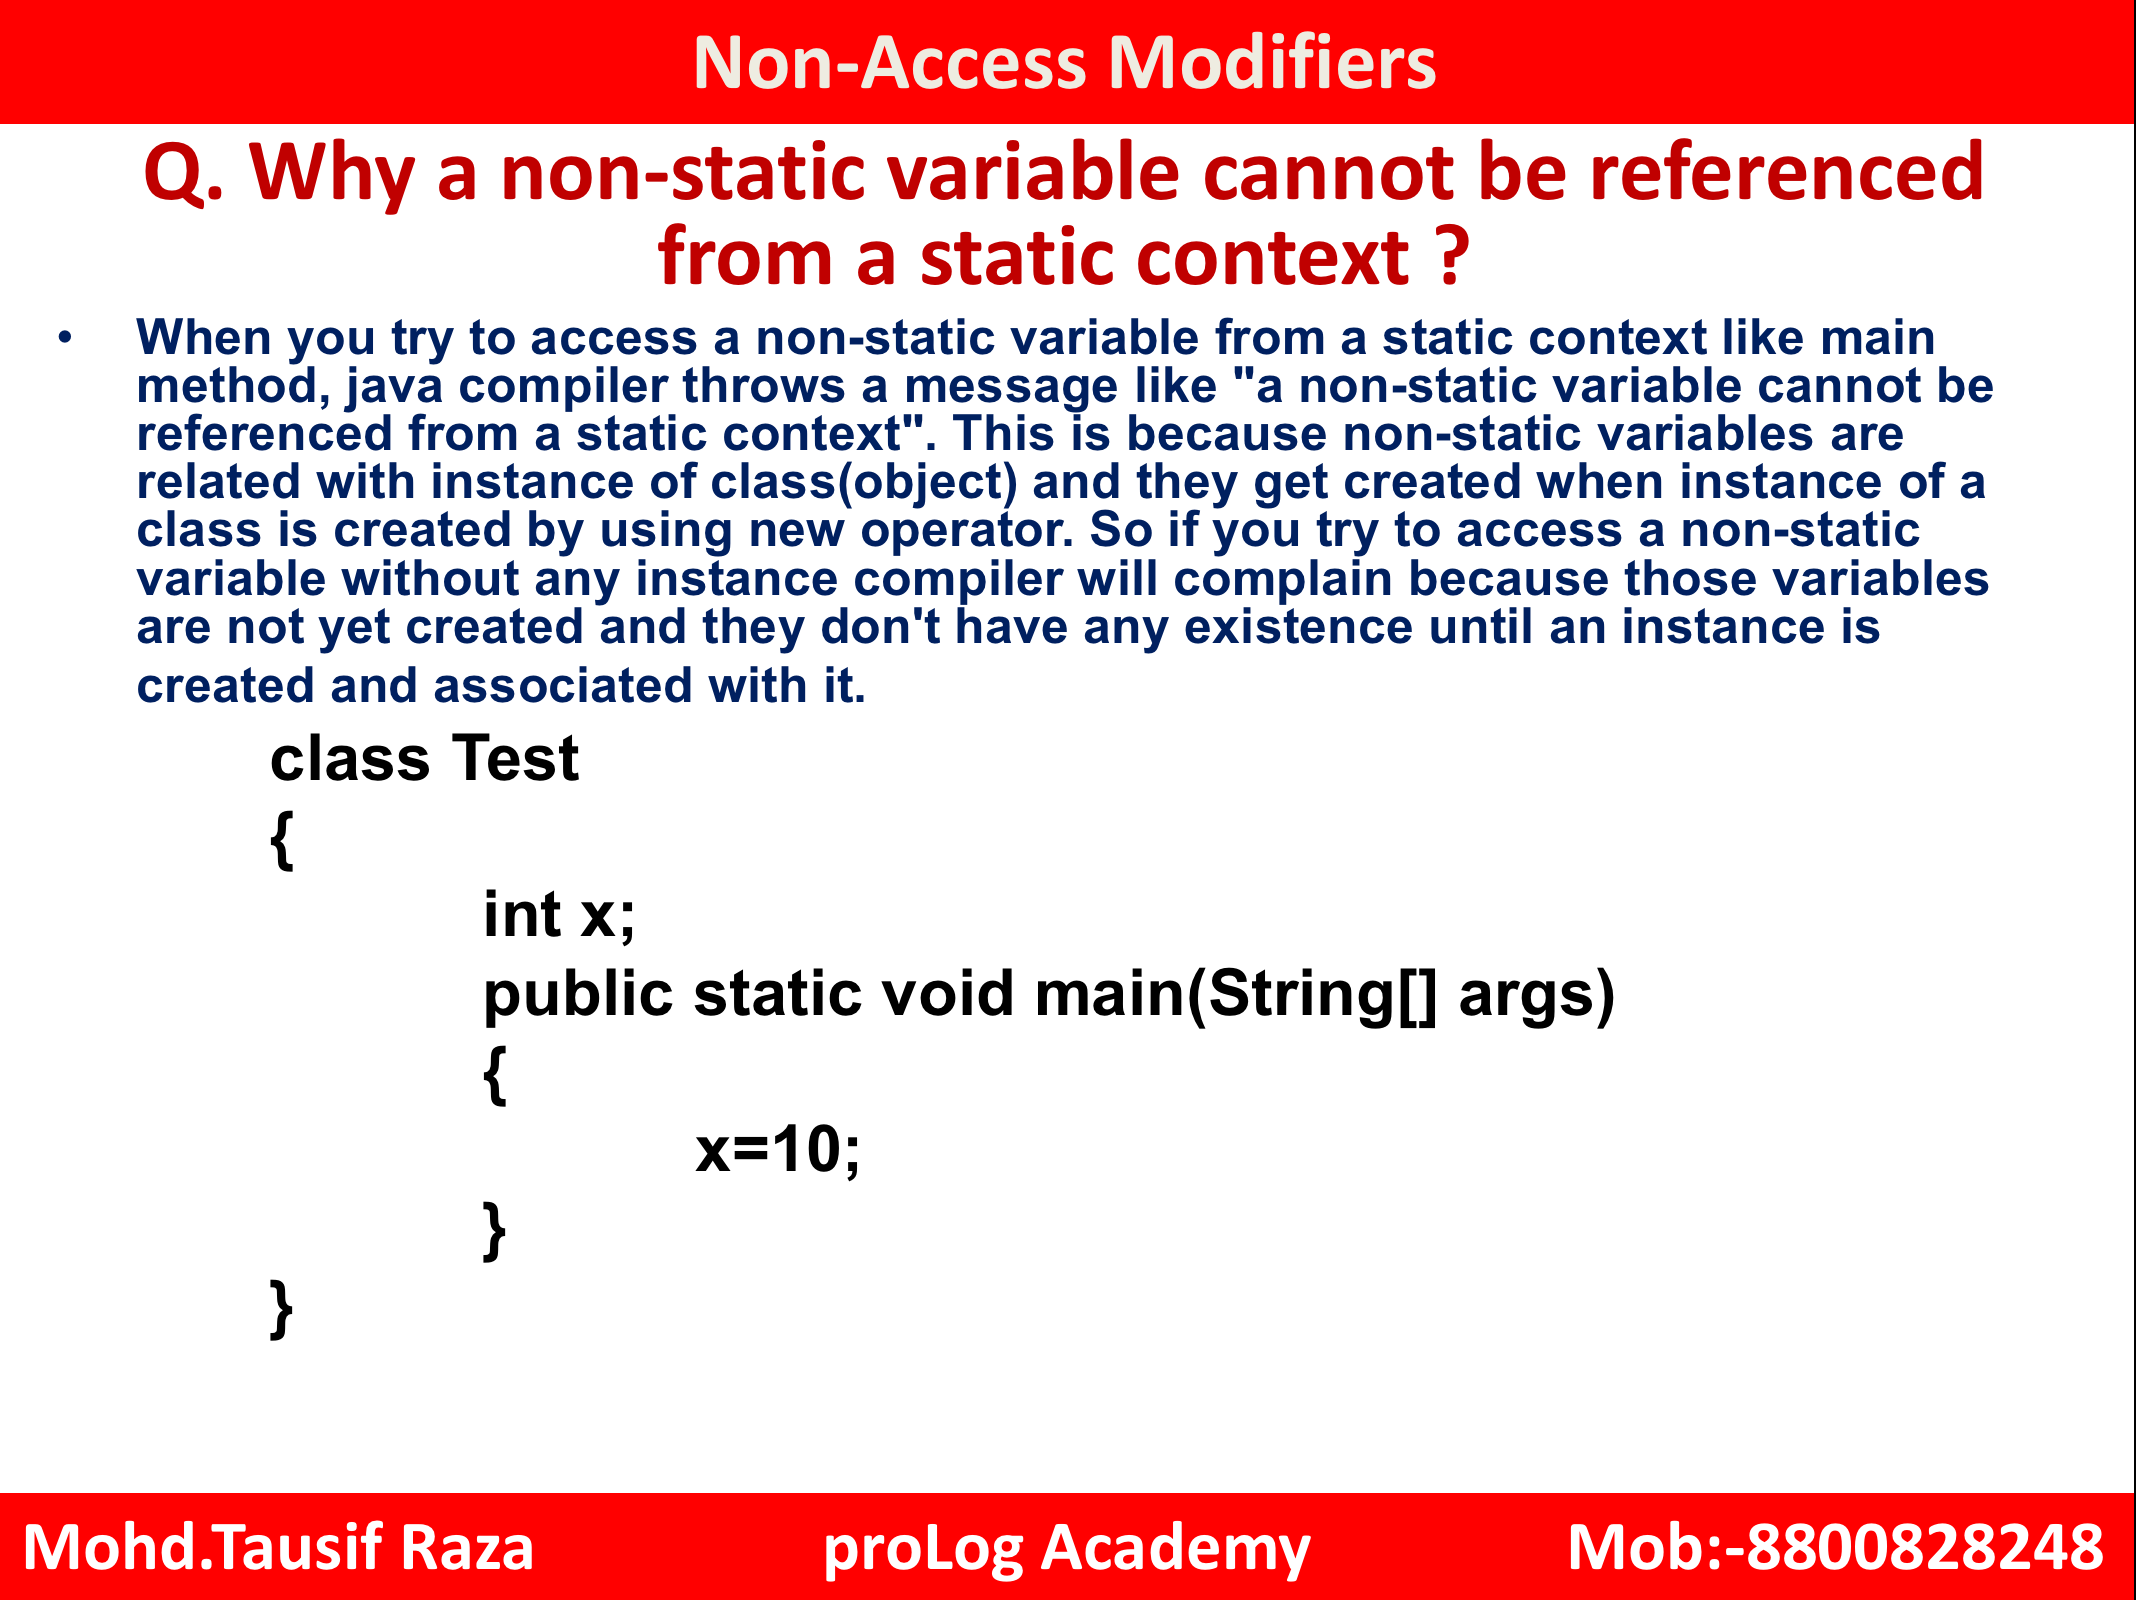 Non-Access Modifiers
Q. Why a non-static variable cannot be referenced
from a static context ?
• When you try to access a non-static variable from a static context like main
method, java compiler throws a message like "a non-static variable cannot be
referenced from a static context". This is because non-static variables are
related with instance of class(object) and they get created when instance of a
class is created by using new operator. So if you try to access a non-static
variable without any instance compiler will complain because those variables
are not yet created and they don't have any existence until an instance is
created and associated with it.
class Test
{
int x;
public static void main(String[] args)
{
x=10;
}
}
Mohd.Tausif Raza proLog Academy Mob:-8800828248